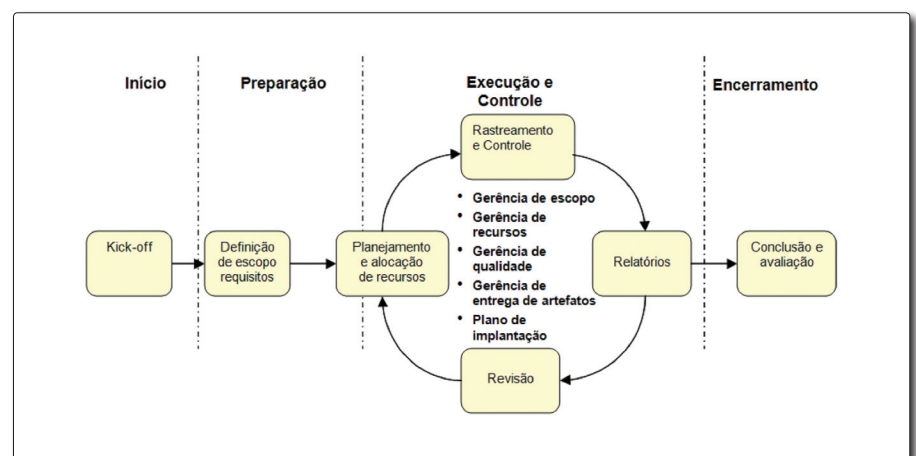 Início
Preparação
Execução e
Controle
Encerramento
Rastreamento
e Controle
• Gerência de escopo
• Gerência de
recursos
• Gerência de
qualidade
• Gerência de
entrega de artefatos
• Plano de
implantação
Kick-off
Definição
de escopo
requisitos
Planejamento
e alocação
de recursos
Relatórios
Conclusão e
avaliação
Revisão